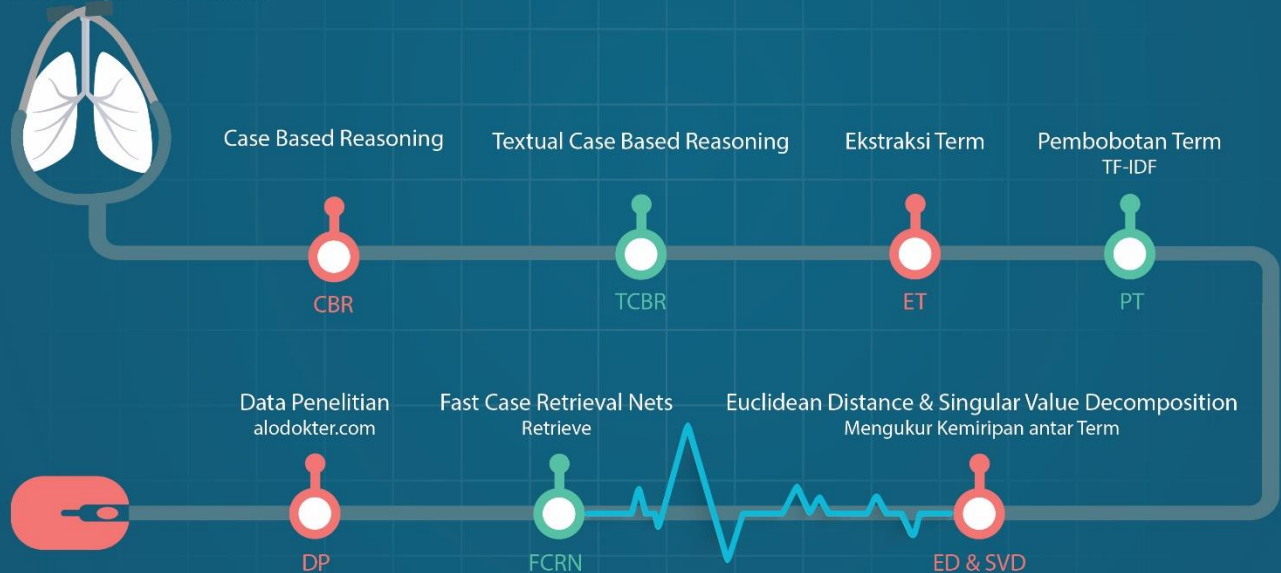 Case Based Reasoning
CBR
Textual Case Based Reasoning
TCBR
Ekstraksi Term
ET
Pembobotan Term
TF-IDF
PT
Euclidean Distance & Singular Value Decomposition
Mengukur Kemiripan antar Term
ED & SVD
Fast Case Retrieval Nets
Retrieve
FCRN
Data Penelitian
alodokter.com
DP